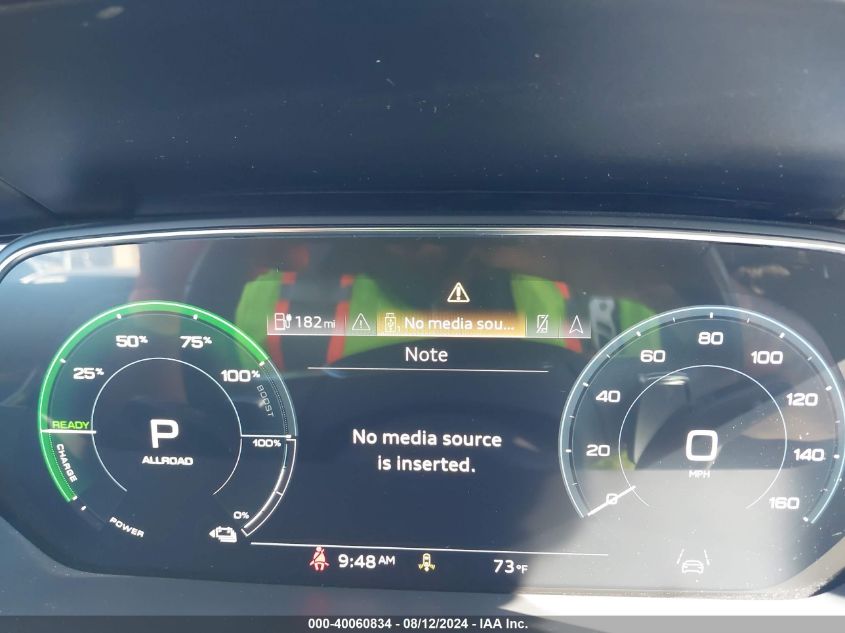 182 mi No media sou...
Note
No media source
is inserted.
25% 50% 75% 100%
BOOST
READY
CHARGE
P
ALLROAD
100%
0%
POWER
0 20 40 60 80 100 120 140 160
0
MPH
9:48 AM 73°F
000-40060834 - 08/12/2024 - IAA Inc.